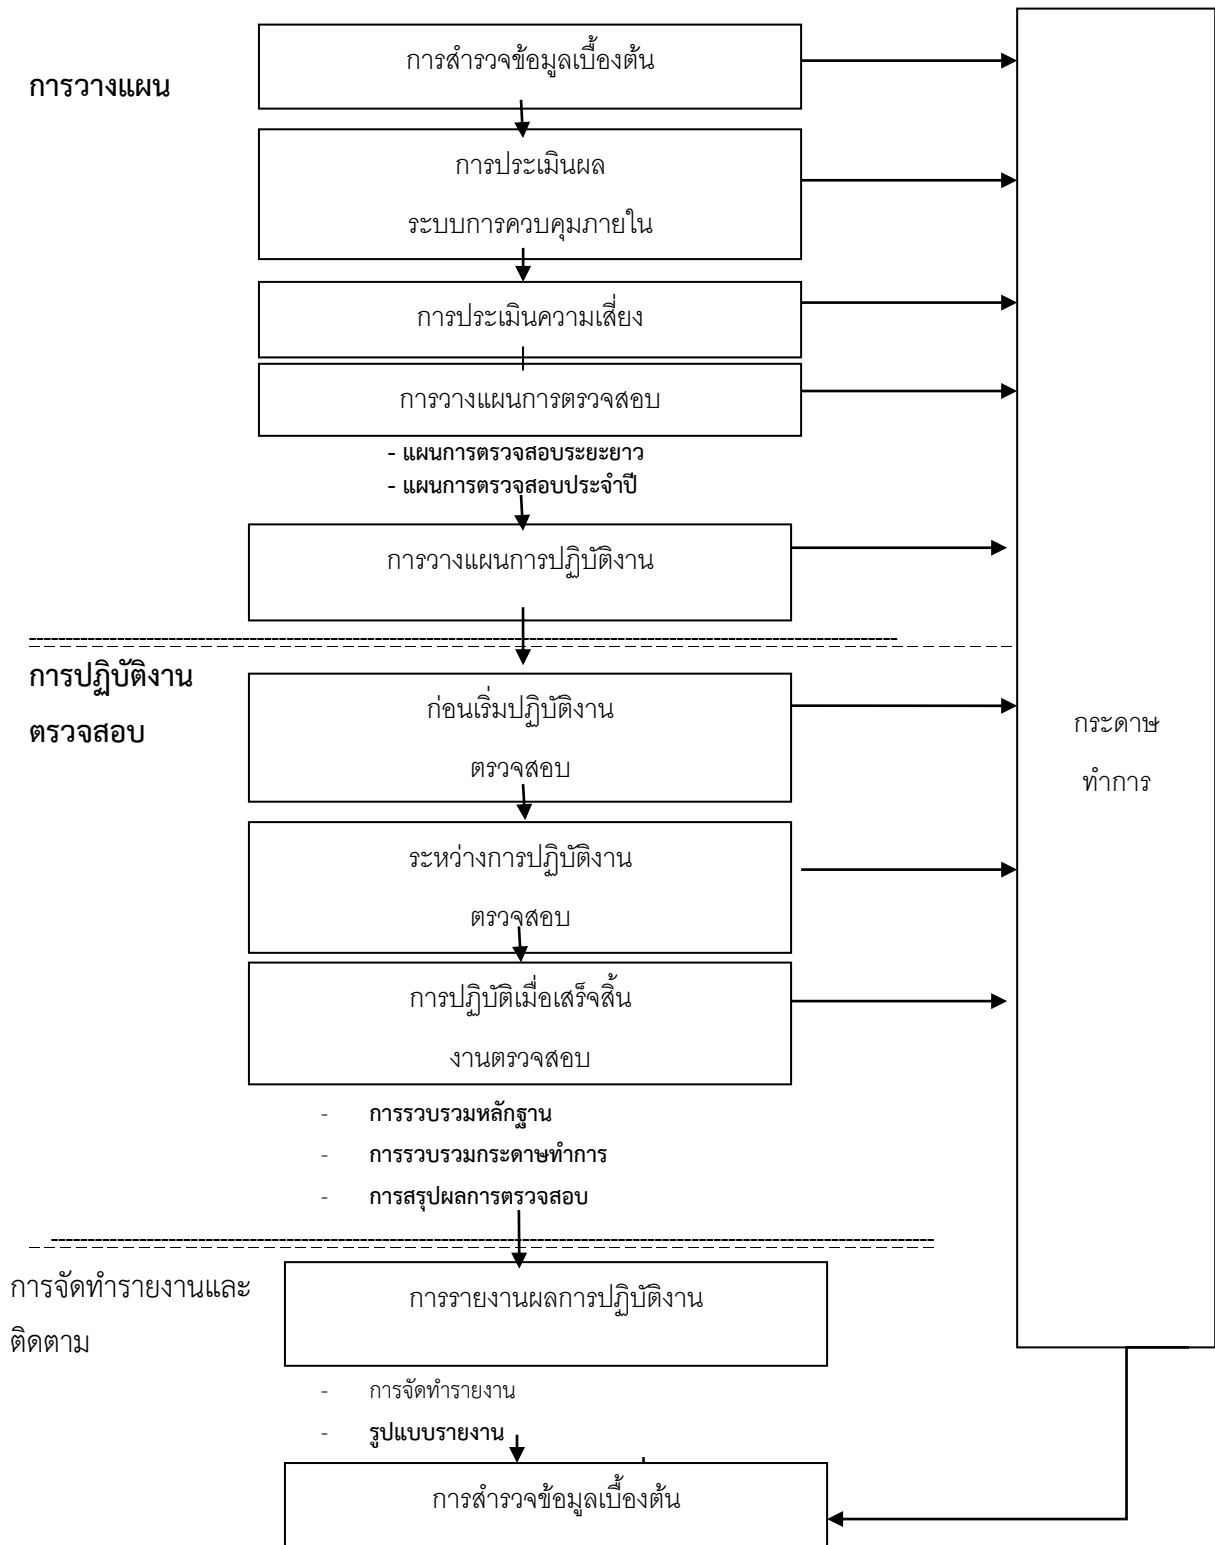 การสำรวจข้อมูลเบื้องต้น
การวางแผน
การประเมินผล
ระบบการควบคุมภายใน
การประเมินความเสี่ยง
การวางแผนการตรวจสอบ
- แผนการตรวจสอบระยะยาว
- แผนการตรวจสอบประจำปี
การวางแผนการปฏิบัติงาน
การปฏิบัติงาน
ตรวจสอบ
ก่อนเริ่มปฏิบัติงาน
ตรวจสอบ
กระดาษ
ทำการ
ระหว่างการปฏิบัติงาน
ตรวจสอบ
การปฏิบัติเมื่อเสร็จสิ้น
งานตรวจสอบ
- การรวบรวมหลักฐาน
- การรวบรวมกระดาษทำการ
- การสรุปผลการตรวจสอบ
การจัดทำรายงานและ
ติดตาม
การรายงานผลการปฏิบัติงาน
- การจัดทำรายงาน
- รูปแบบรายงาน
การสำรวจข้อมูลเบื้องต้น